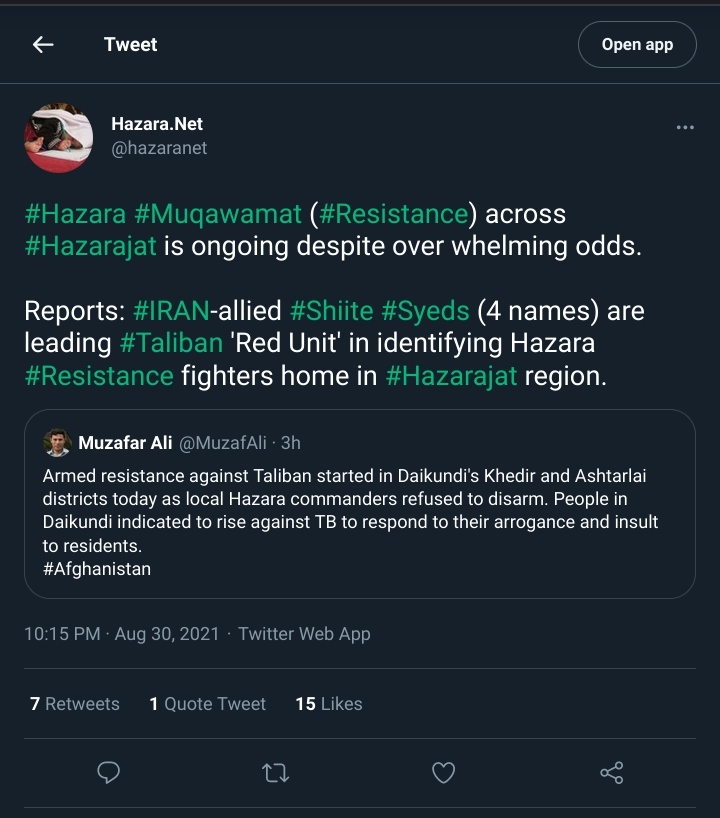 Tweet
Open app
Hazara.Net
@hazaranet
#Hazara #Muqawamat (#Resistance) across
#Hazarajat is ongoing despite over whelming odds.
Reports: #IRAN-allied #Shiite #Syeds (4 names) are
leading #Taliban 'Red Unit' in identifying Hazara
#Resistance fighters home in #Hazarajat region.
Muzafar Ali @MuzafAli · 3h
Armed resistance against Taliban started in Daikundi's Khedir and Ashtarlai
districts today as local Hazara commanders refused to disarm. People in
Daikundi indicated to rise against TB to respond to their arrogance and insult
to residents.
#Afghanistan
10:15 PM · Aug 30, 2021 · Twitter Web App
7 Retweets 1 Quote Tweet 15 Likes